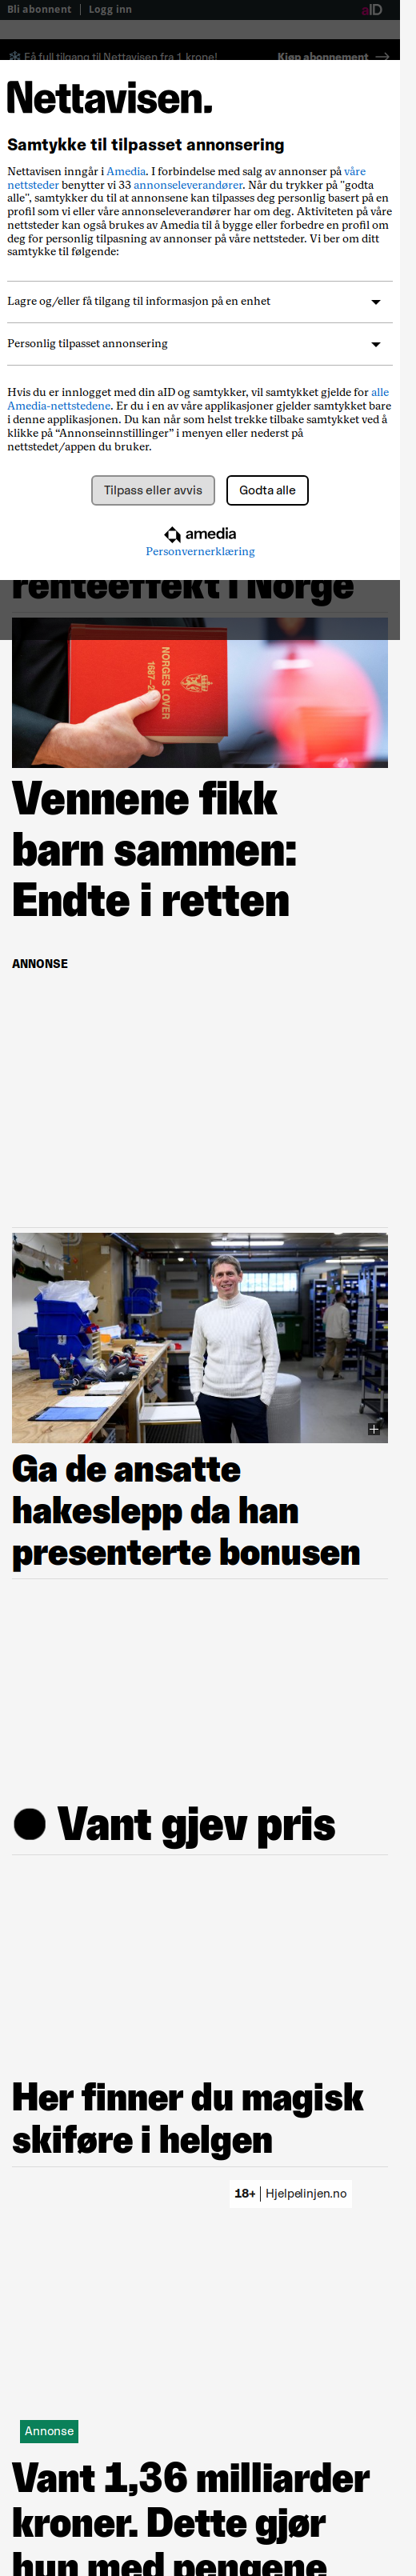 Bli abonnent | Logg inn aID
Få full tilgang til Nettavisen fra 1 krone! Kjøp abonnement →
Nettavisen.
Samtykke til tilpasset annonsering
Nettavisen inngår i Amedia. I forbindelse med salg av annonser på våre
nettsteder benytter vi 33 annonseleverandører. Når du trykker på "godta
alle", samtykker du til at annonsene kan tilpasses deg personlig basert på en
profil som vi eller våre annonseleverandører har om deg. Aktiviteten på våre
nettsteder kan også brukes av Amedia til å bygge eller forbedre en profil om
deg for personlig tilpasning av annonser på våre nettsteder. Vi ber om ditt
samtykke til følgende:
Lagre og/eller få tilgang til informasjon på en enhet
Personlig tilpasset annonsering
Hvis du er innlogget med din aID og samtykker, vil samtykket gjelde for alle
Amedia-nettstedene. Er du i en av våre applikasjoner gjelder samtykket bare
i denne applikasjonen. Du kan når som helst trekke tilbake samtykket ved å
klikke på “Annonseinnstillinger” i menyen eller nederst på
nettstedet/appen du bruker.
Tilpass eller avvis Godta alle
amedia
Personvernerklæring
renteeffekt i Norge
NORGES LOVER
Vennene fikk
barn sammen:
Endte i retten
ANNONSE
Ga de ansatte
hakeslepp da han
presenterte bonusen
Vant gjev pris
Her finner du magisk
skiføre i helgen
18+ | Hjelpelinjen.no
Annonse
Vant 1,36 milliarder
kroner. Dette gjør
hun med pengene